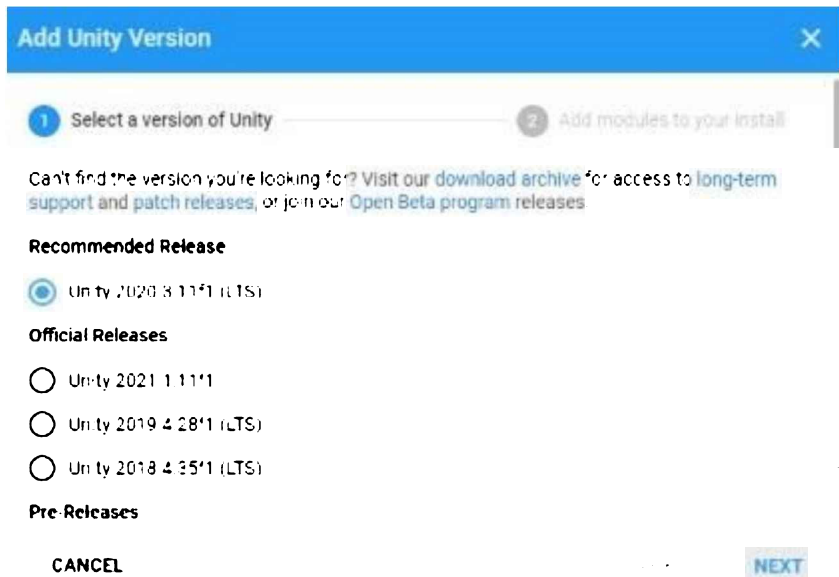 Add Unity Version
1 Select a version of Unity 2 Add modules to your install
Can't find the version you're looking for? Visit our download archive for access to long-term
support and patch releases, or join our Open Beta program releases
Recommended Release
Unity 2020.3.11f1 (LTS)
Official Releases
Unity 2021.1.11f1
Unity 2019.4.28f1 (LTS)
Unity 2018.4.35f1 (LTS)
Pre-Releases
CANCEL NEXT